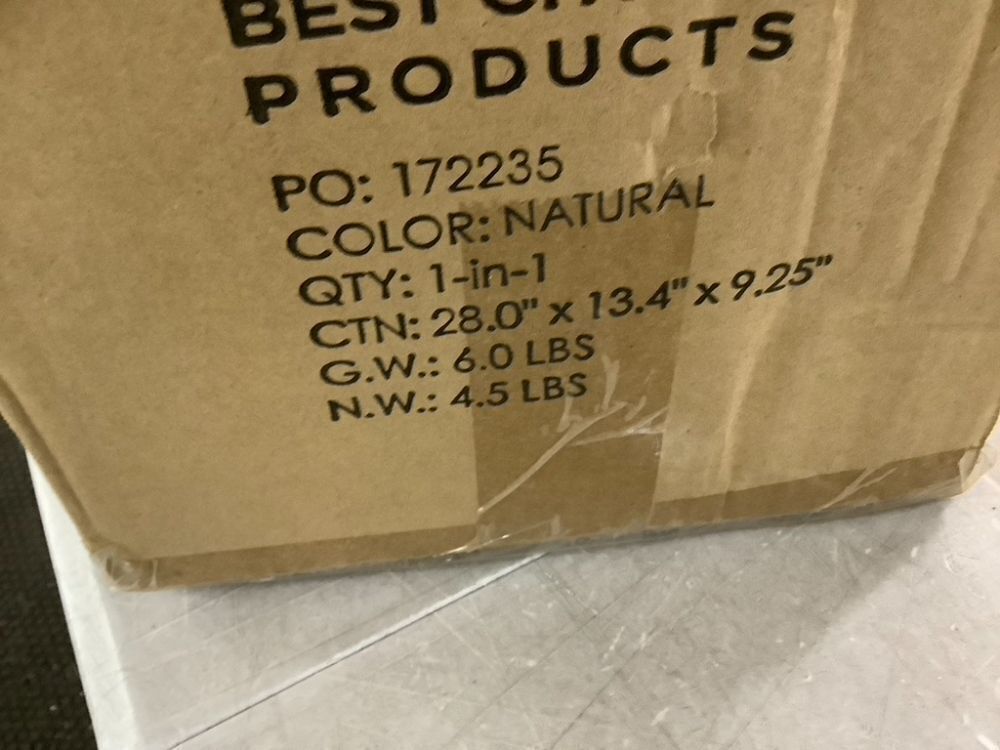 BEST
PRODUCTS
PO: 172235
COLOR: NATURAL
QTY: 1-in-1
CTN: 28.0" x 13.4" x 9.25"
G.W.: 6.0 LBS
N.W.: 4.5 LBS